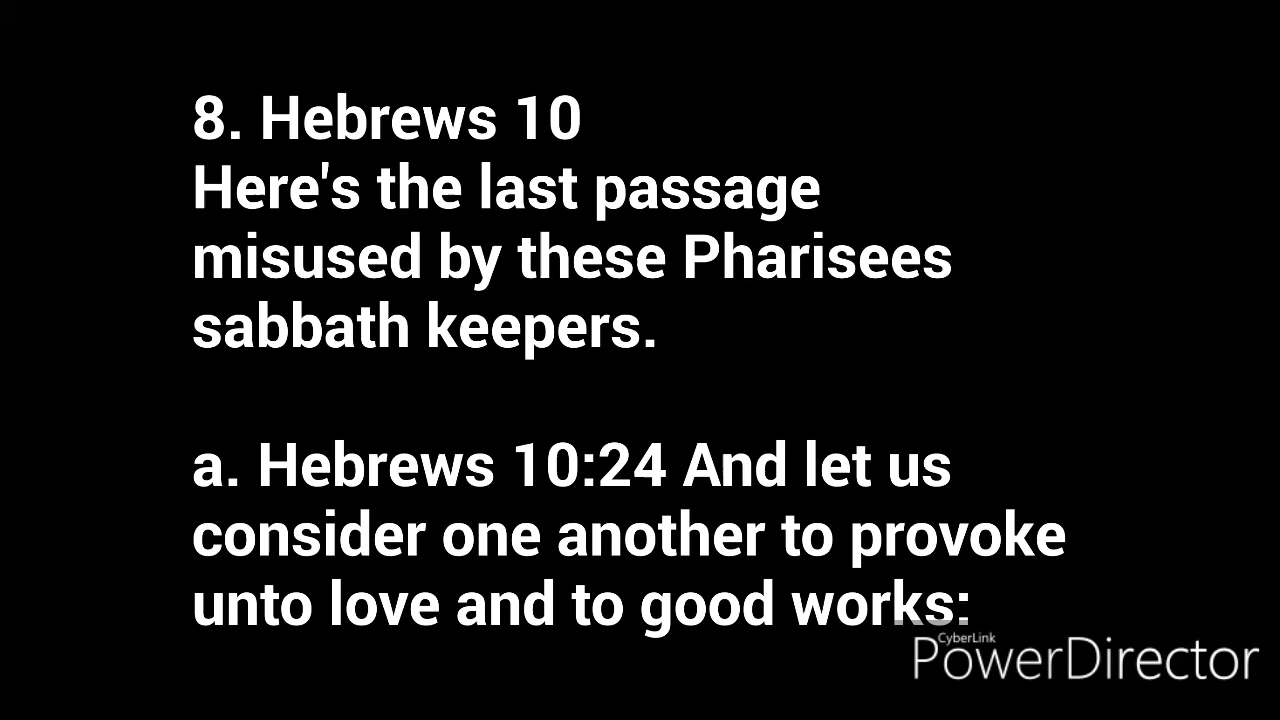 8. Hebrews 10
Here's the last passage
misused by these Pharisees
sabbath keepers.
a. Hebrews 10:24 And let us
consider one another to provoke
unto love and to good works:
CyberLink
PowerDirector